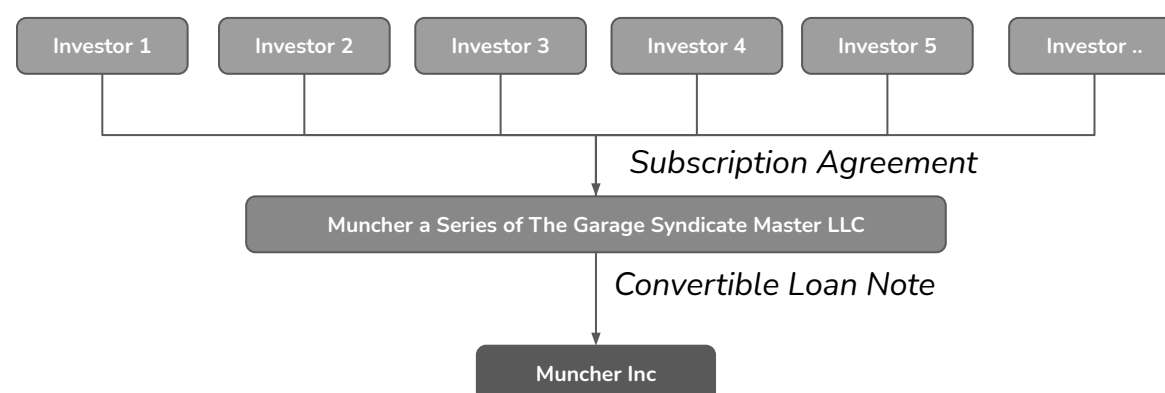 Investor 1
Investor 2
Investor 3
Investor 4
Investor 5
Investor ..
Subscription Agreement
Muncher a Series of The Garage Syndicate Master LLC
Convertible Loan Note
Muncher Inc